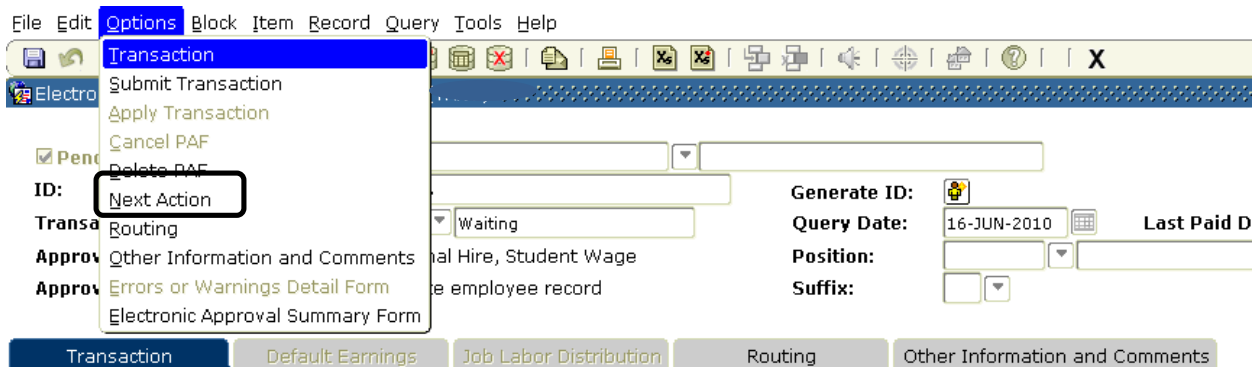 File Edit Options Block Item Record Query Tools Help
Transaction
Submit Transaction
Electro
Apply Transaction
Cancel PAF
Pend
Delete PAF
ID:
Next Action
Generate ID:
Transa
Routing
Waiting
Query Date: 16-JUN-2010 Last Paid D
Approv
Other Information and Comments
al Hire, Student Wage
Position:
Approv
Errors or Warnings Detail Form
e employee record
Suffix:
Electronic Approval Summary Form
Transaction Default Earnings Job Labor Distribution Routing Other Information and Comments